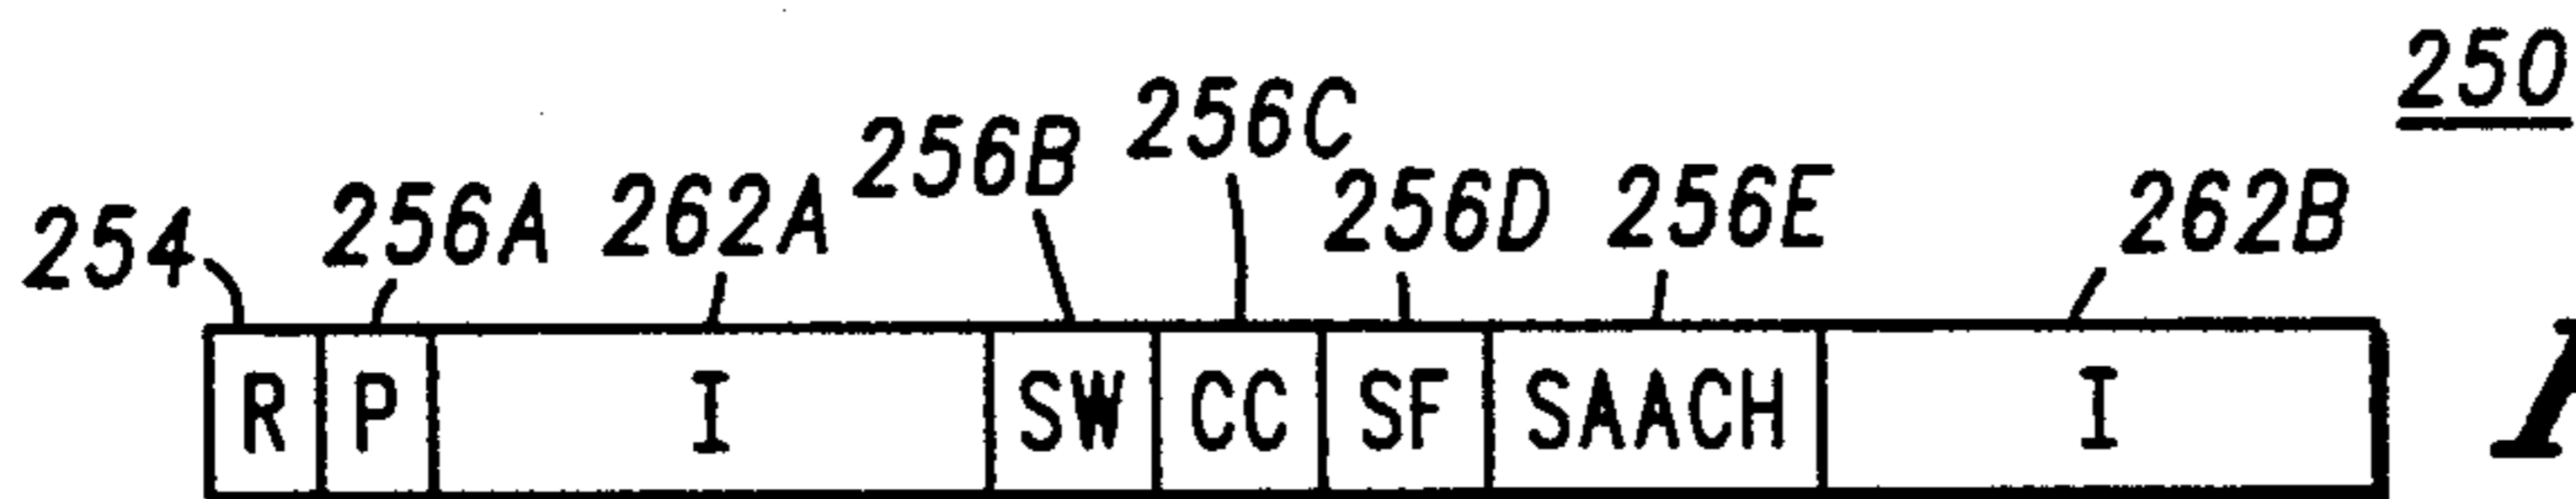 250
256B 256C
254 256A 262A 256D 256E 262B
R P I SW CC SF SAACH I